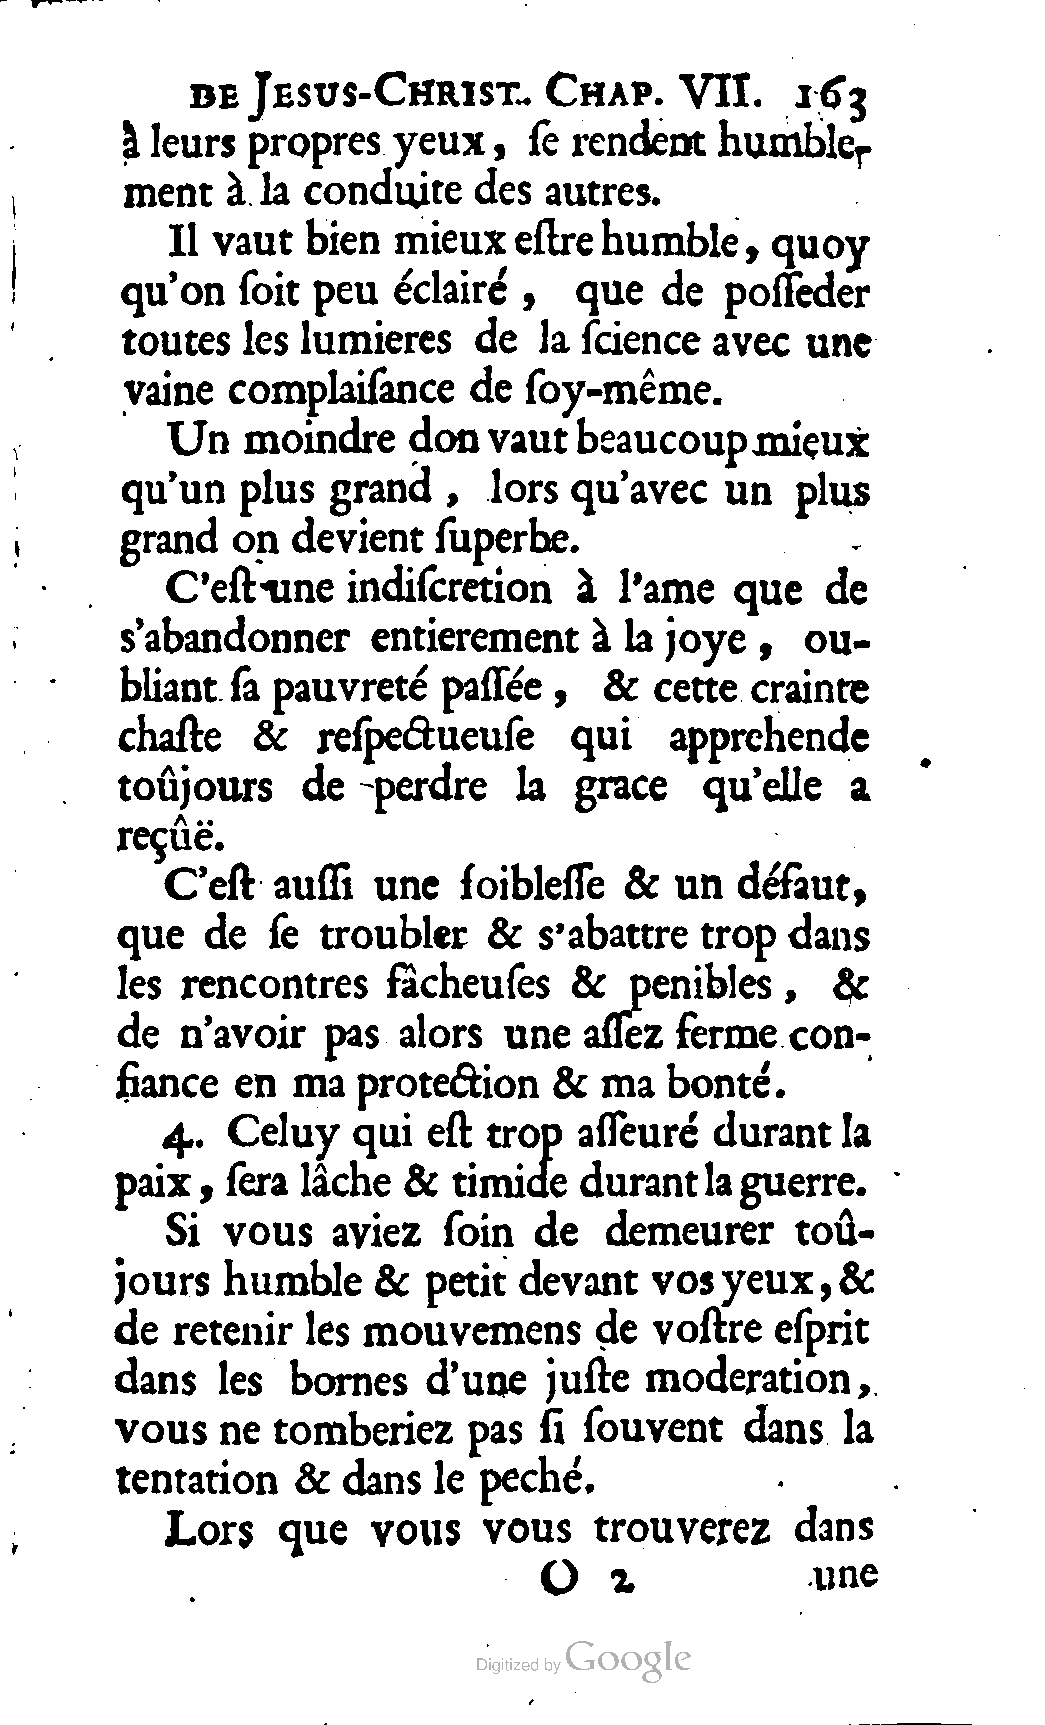 DE JESUS-CHRIST. CHAP. VII. 163
à leurs propres yeux, ſe rendent humble-
ment à la conduite des autres.
Il vaut bien mieux eſtre humble, quoy
qu'on ſoit peu éclairé, que de poſſeder
toutes les lumieres de la ſcience avec une
vaine complaiſance de ſoy-même.
Un moindre don vaut beaucoup mieux
qu'un plus grand, lors qu'avec un plus
grand on devient ſuperbe.
C'eſt une indiſcretion à l'ame que de
s'abandonner entierement à la joye, ou-
bliant ſa pauvreté paſſée, & cette crainte
chaſte & reſpectueuſe qui apprehende
toûjours de perdre la grace qu'elle a
reçûë.
C'eſt auſſi une foibleſſe & un défaut,
que de ſe troubler & s'abattre trop dans
les rencontres fâcheuſes & penibles, &
de n'avoir pas alors une aſſez ferme con-
fiance en ma protection & ma bonté.
4. Celuy qui eſt trop aſſeuré durant la
paix, ſera lâche & timide durant la guerre.
Si vous aviez ſoin de demeurer toû-
jours humble & petit devant vos yeux, &
de retenir les mouvemens de voſtre eſprit
dans les bornes d'une juſte moderation,
vous ne tomberiez pas ſi ſouvent dans la
tentation & dans le peché.
Lors que vous vous trouverez dans
O 2 une
Digitized by Google